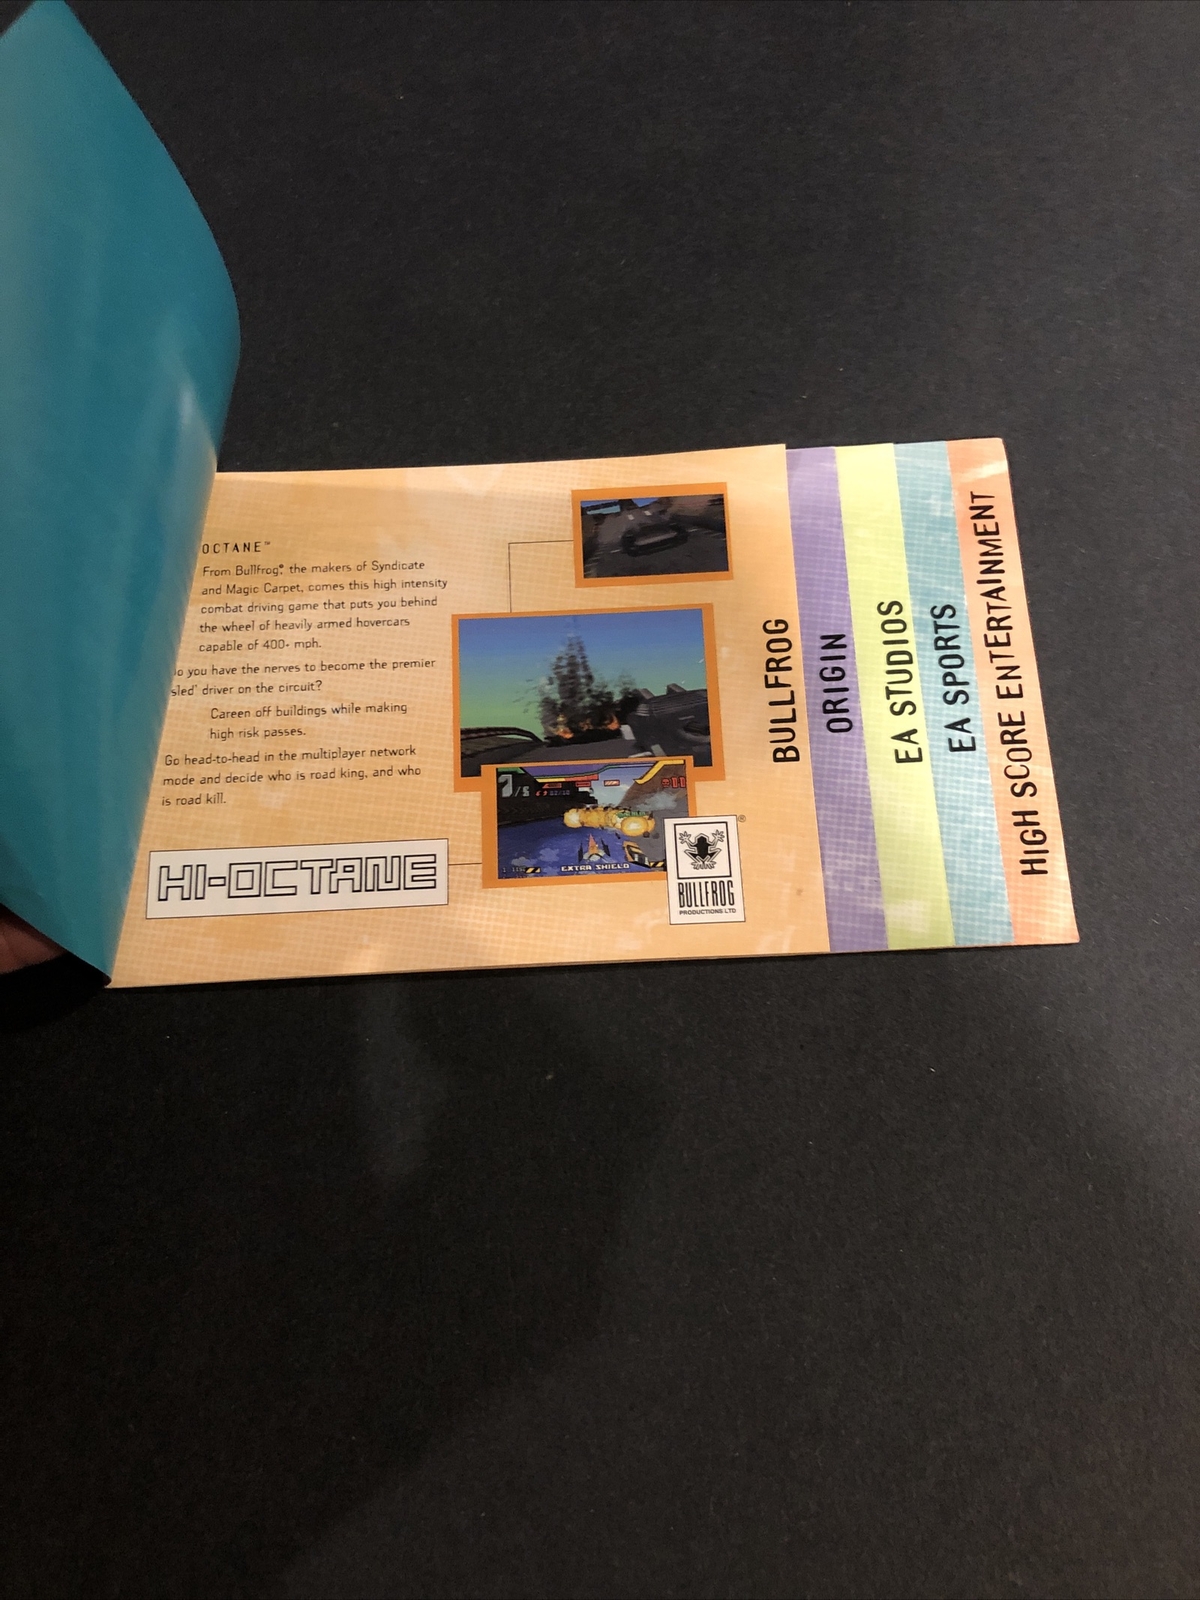 OCTANE™
From Bullfrog®, the makers of Syndicate
and Magic Carpet, comes this high intensity
combat driving game that puts you behind
the wheel of heavily armed hovercars
capable of 400+ mph.
o you have the nerves to become the premier
sled' driver on the circuit?
Careen off buildings while making
high risk passes.
Go head-to-head in the multiplayer network
mode and decide who is road king, and who
is road kill.
HI-OCTANE
EXTRA SHIELD
BULLFROG
PRODUCTIONS LTD
®
BULLFROG
ORIGIN
EA STUDIOS
EA SPORTS
HIGH SCORE ENTERTAINMENT